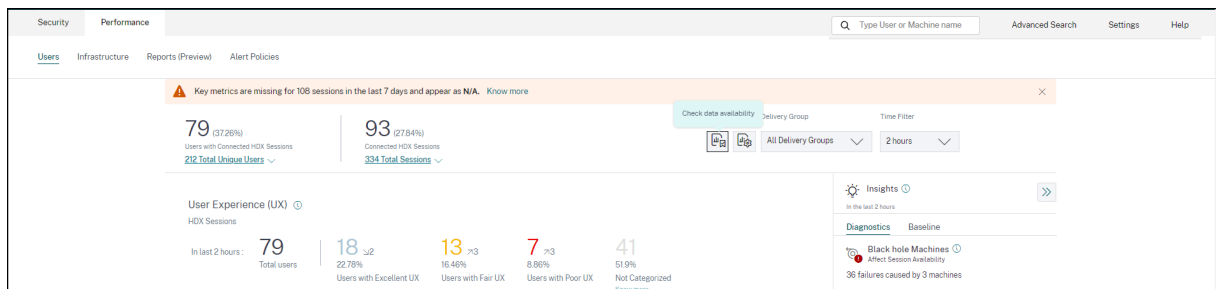 Security Performance Type User or Machine name Advanced Search Settings Help
Users Infrastructure Reports (Preview) Alert Policies
Key metrics are missing for 108 sessions in the last 7 days and appear as N/A. Know more
Check data availability
Delivery Group Time Filter
79 (37.26%) 93 (27.84%)
Users with Connected HDX Sessions Connected HDX Sessions
All Delivery Groups 2 hours
212 Total Unique Users 334 Total Sessions
Insights
In the last 2 hours
User Experience (UX)
HDX Sessions
Diagnostics Baseline
In last 2 hours : 79 18 2 13 3 7 3 41
Total users 22.78% 16.46% 8.86% 51.9%
Users with Excellent UX Users with Fair UX Users with Poor UX Not Categorized
Black hole Machines
Affect Session Availability
36 failures caused by 3 machines